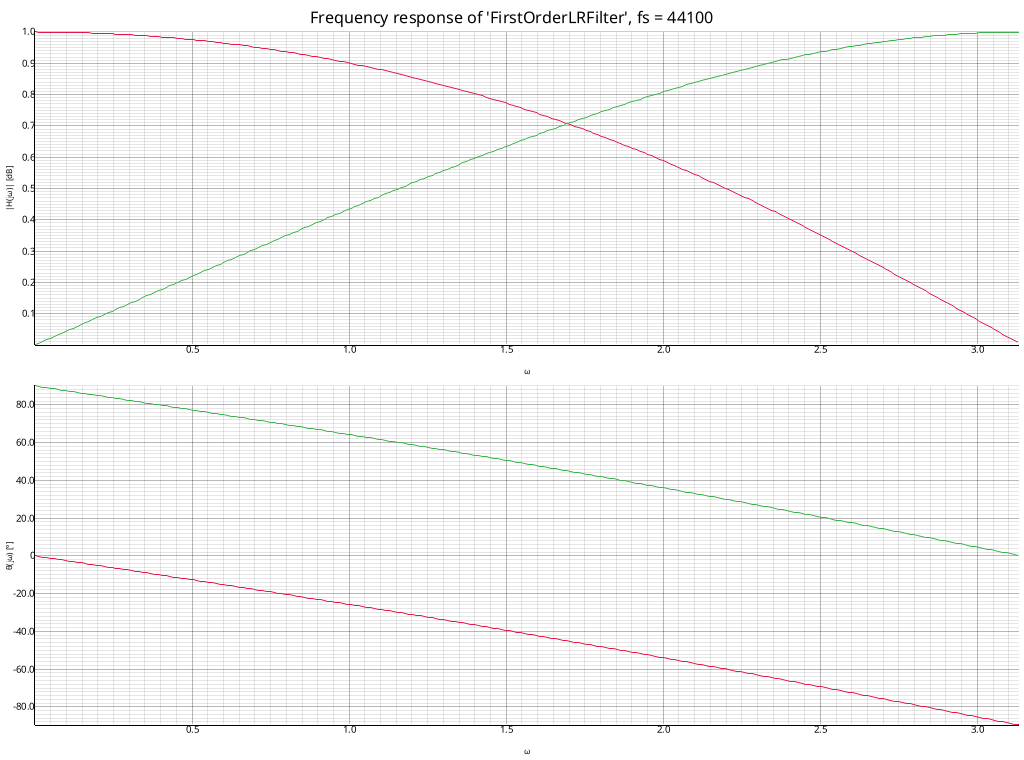 Frequency response of 'FirstOrderLRFilter', fs = 44100
1.0
0.9
0.8
0.7
0.6
0.5
0.4
0.3
0.2
0.1
|H(ω)| [dB]
0.5 1.0 1.5 2.0 2.5 3.0
ω
80.0
60.0
40.0
20.0
0
-20.0
-40.0
-60.0
-80.0
θ(ω) [°]
0.5 1.0 1.5 2.0 2.5 3.0
ω